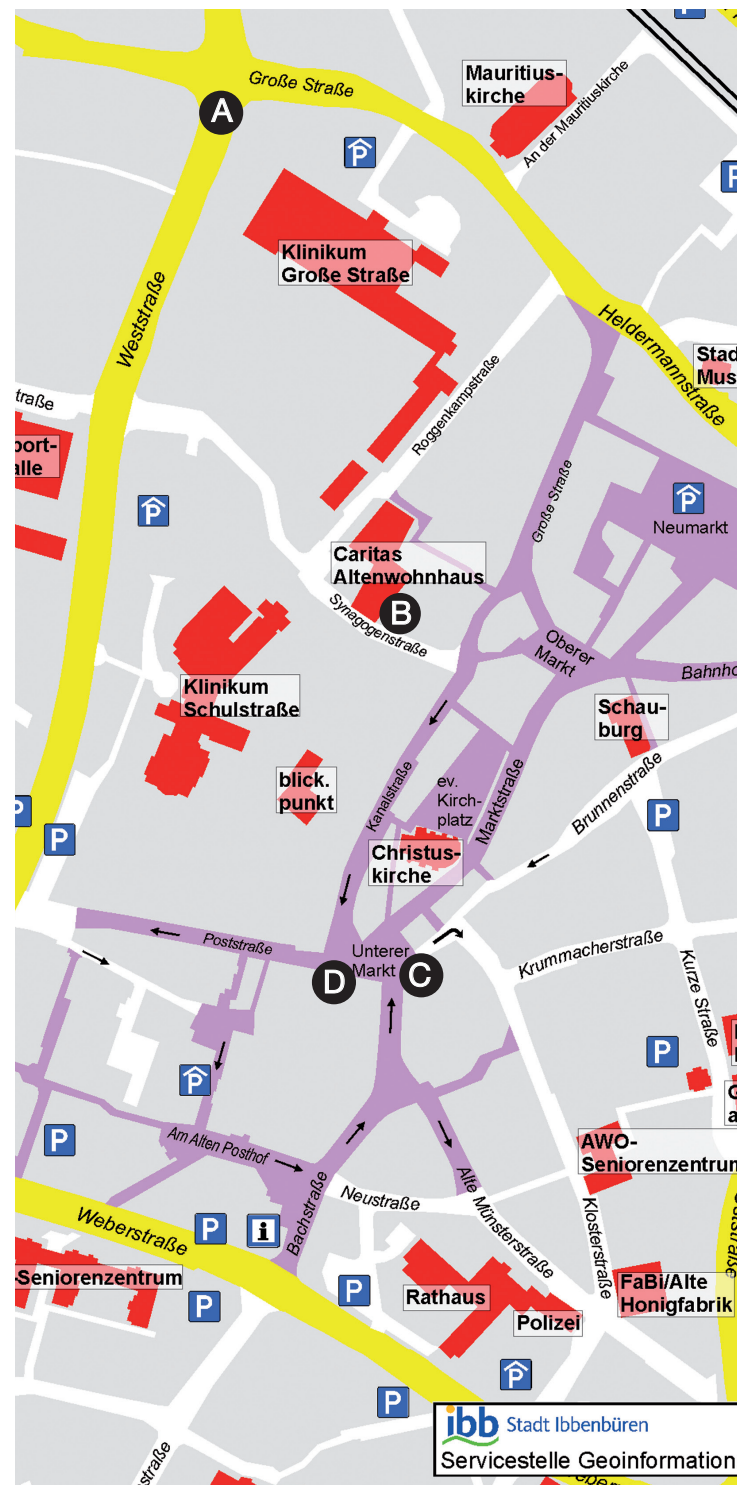 A
Große Straße
Mauritius-
kirche
An der Mauritiuskirche
P
P
Klinikum
Große Straße
Weststraße
Heldermannstraße
Stad
Mus
traße
port-
alle
Roggenkampstraße
Große Straße
P
P
Neumarkt
Caritas
Altenwohnhaus
B
Synagogenstraße
Oberer
Markt
Bahnho
Klinikum
Schulstraße
Schau-
burg
blick.
punkt
ev.
Kirch-
platz
Kanalstraße
Marktstraße
Brunnenstraße
P
P
P
Christus-
kirche
Poststraße
Unterer
Markt
D
C
Krummacherstraße
Kurze Straße
P
P
P
Am Alten Posthof
AWO-
Seniorenzentrum
Neustraße
Alte Münsterstraße
Klosterstraße
Bachstraße
Weberstraße
P
i
-Seniorenzentrum
P
P
Rathaus
Polizei
FaBi/Alte
Honigfabrik
P
P
straße
ibb Stadt Ibbenbüren
Servicestelle Geoinformation